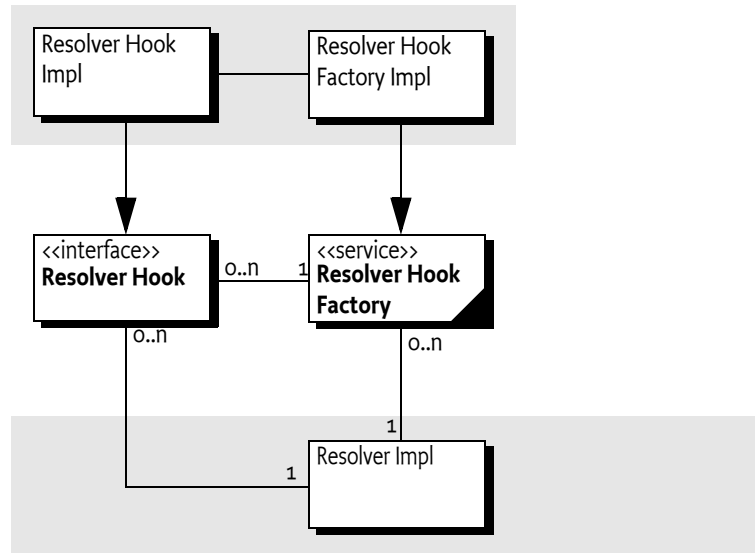 Resolver Hook
Impl
Resolver Hook
Factory Impl
<<interface>>
Resolver Hook
0..n
1
<<service>>
Resolver Hook
Factory
0..n
0..n
1
1
Resolver Impl